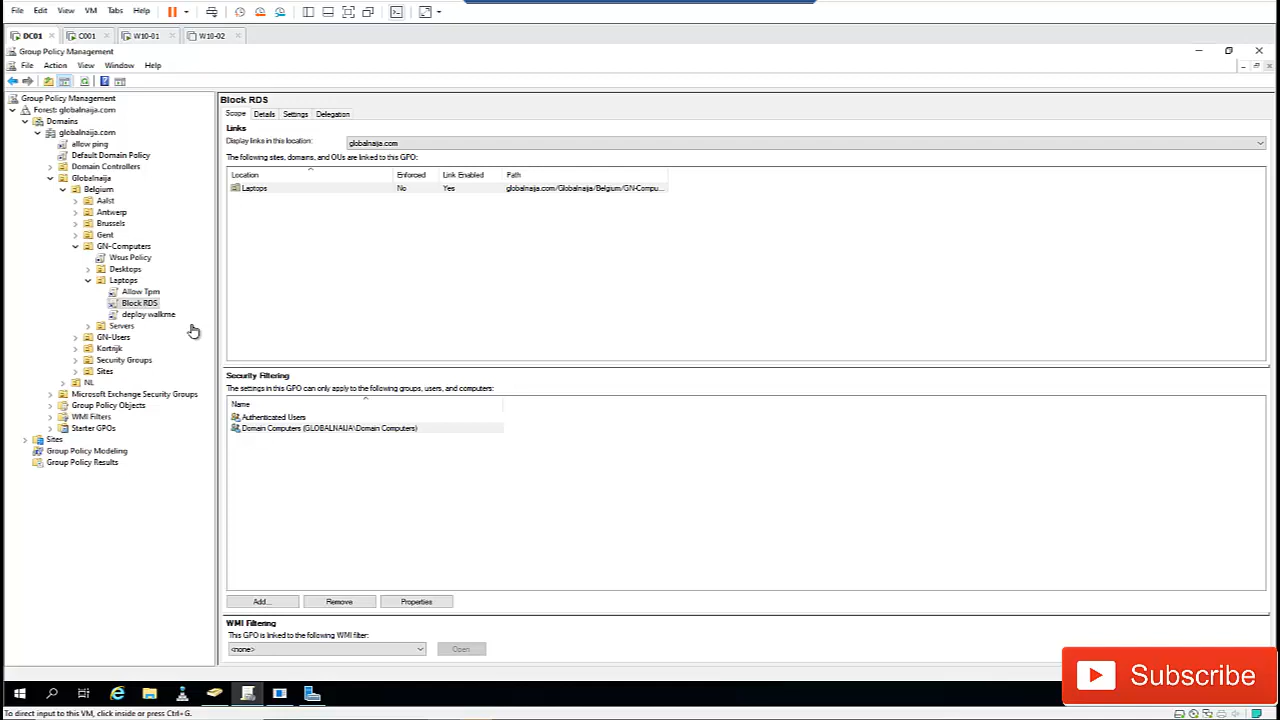 File Edit View VM Tabs Help
DC01 C001 W10-01 W10-02
Group Policy Management
File Action View Window Help
Group Policy Management
Forest: globalnaija.com
Domains
globalnaija.com
allow ping
Default Domain Policy
Domain Controllers
Globalnaija
Belgium
Aalst
Antwerp
Brussels
Gent
GN-Computers
Wsus Policy
Desktops
Laptops
Allow Tpm
Block RDS
deploy walkme
Servers
GN-Users
Kortrijk
Security Groups
Sites
NL
Microsoft Exchange Security Groups
Group Policy Objects
WMI Filters
Starter GPOs
Sites
Group Policy Modeling
Group Policy Results
Block RDS
Scope Details Settings Delegation
Links
Display links in this location: globalnaija.com
The following sites, domains, and OUs are linked to this GPO:
Location Enforced Link Enabled Path
Laptops No Yes globalnaija.com/Globalnaija/Belgium/GN-Compu...
Security Filtering
The settings in this GPO can only apply to the following groups, users, and computers:
Name
Authenticated Users
Domain Computers (GLOBALNAIJA\Domain Computers)
Add... Remove Properties
WMI Filtering
This GPO is linked to the following WMI filter:
<none> Open
Subscribe
To direct input to this VM, click inside or press Ctrl+G.